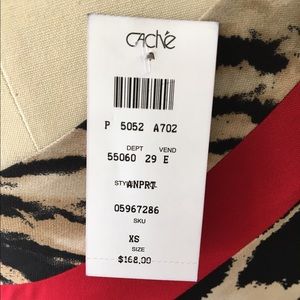 Caché
P 5052 A702
DEPT VEND
55060 29 E
STYLE ANPRT
05967286
SKU
XS
SIZE
$168.00